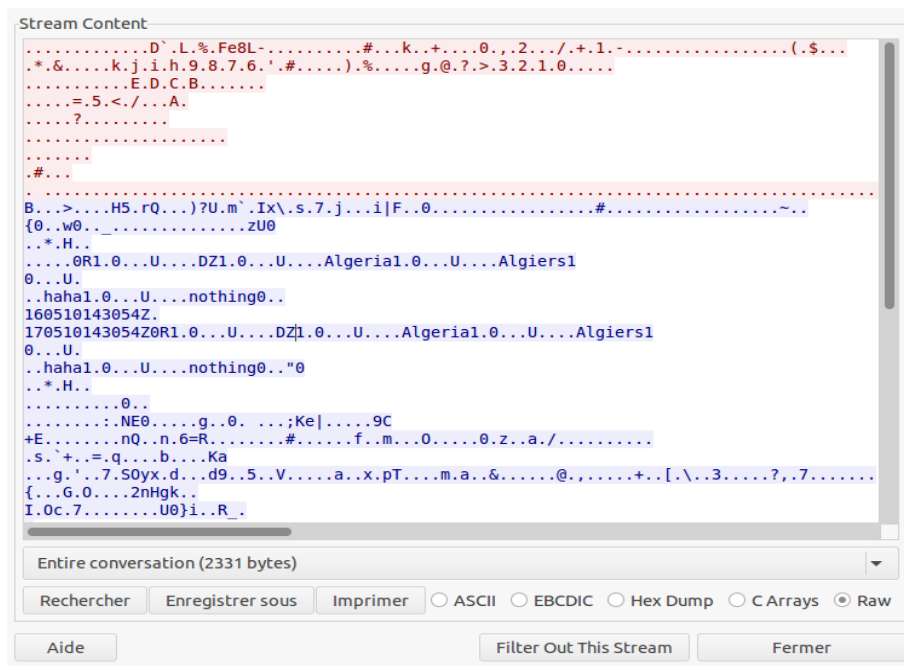 Stream Content
.............D`.L.%.Fe8L-..........#...k..+....0.,.2.../.+.1.-.................(.$...
.*.&.....k.j.i.h.9.8.7.6.'.#.....).%.....g.@.?.>.3.2.1.0.....
...........E.D.C.B.......
.....=.5.<./...A.
.....?.........
.....................
.......
.#...
. .....................................................................................
B...>....H5.rQ...)?U.m`.Ix\.s.7.j...i|F..0.................#..................~..
{0..w0.._..............zU0
..*.H..
.....0R1.0...U....DZ1.0...U....Algeria1.0...U....Algiers1
0...U.
..haha1.0...U....nothing0..
160510143054Z.
170510143054Z0R1.0...U....DZ1.0...U....Algeria1.0...U....Algiers1
0...U.
..haha1.0...U....nothing0.."0
..*.H..
..........0..
........:.NE0.....g..0. ...;Ke|.....9C
+E........nQ..n.6=R........#......f..m...O.....0.z..a./..........
.s.`+..=.q....b....Ka
...g.'..7.SOyx.d...d9..5..V.....a..x.pT....m.a..&......@.,.....+..[.\..3.....?,.7.......
{...G.O....2nHgk..
I.Oc.7........U0}i..R_.
Entire conversation (2331 bytes)
Rechercher Enregistrer sous Imprimer ASCII EBCDIC Hex Dump C Arrays Raw
Aide Filter Out This Stream Fermer